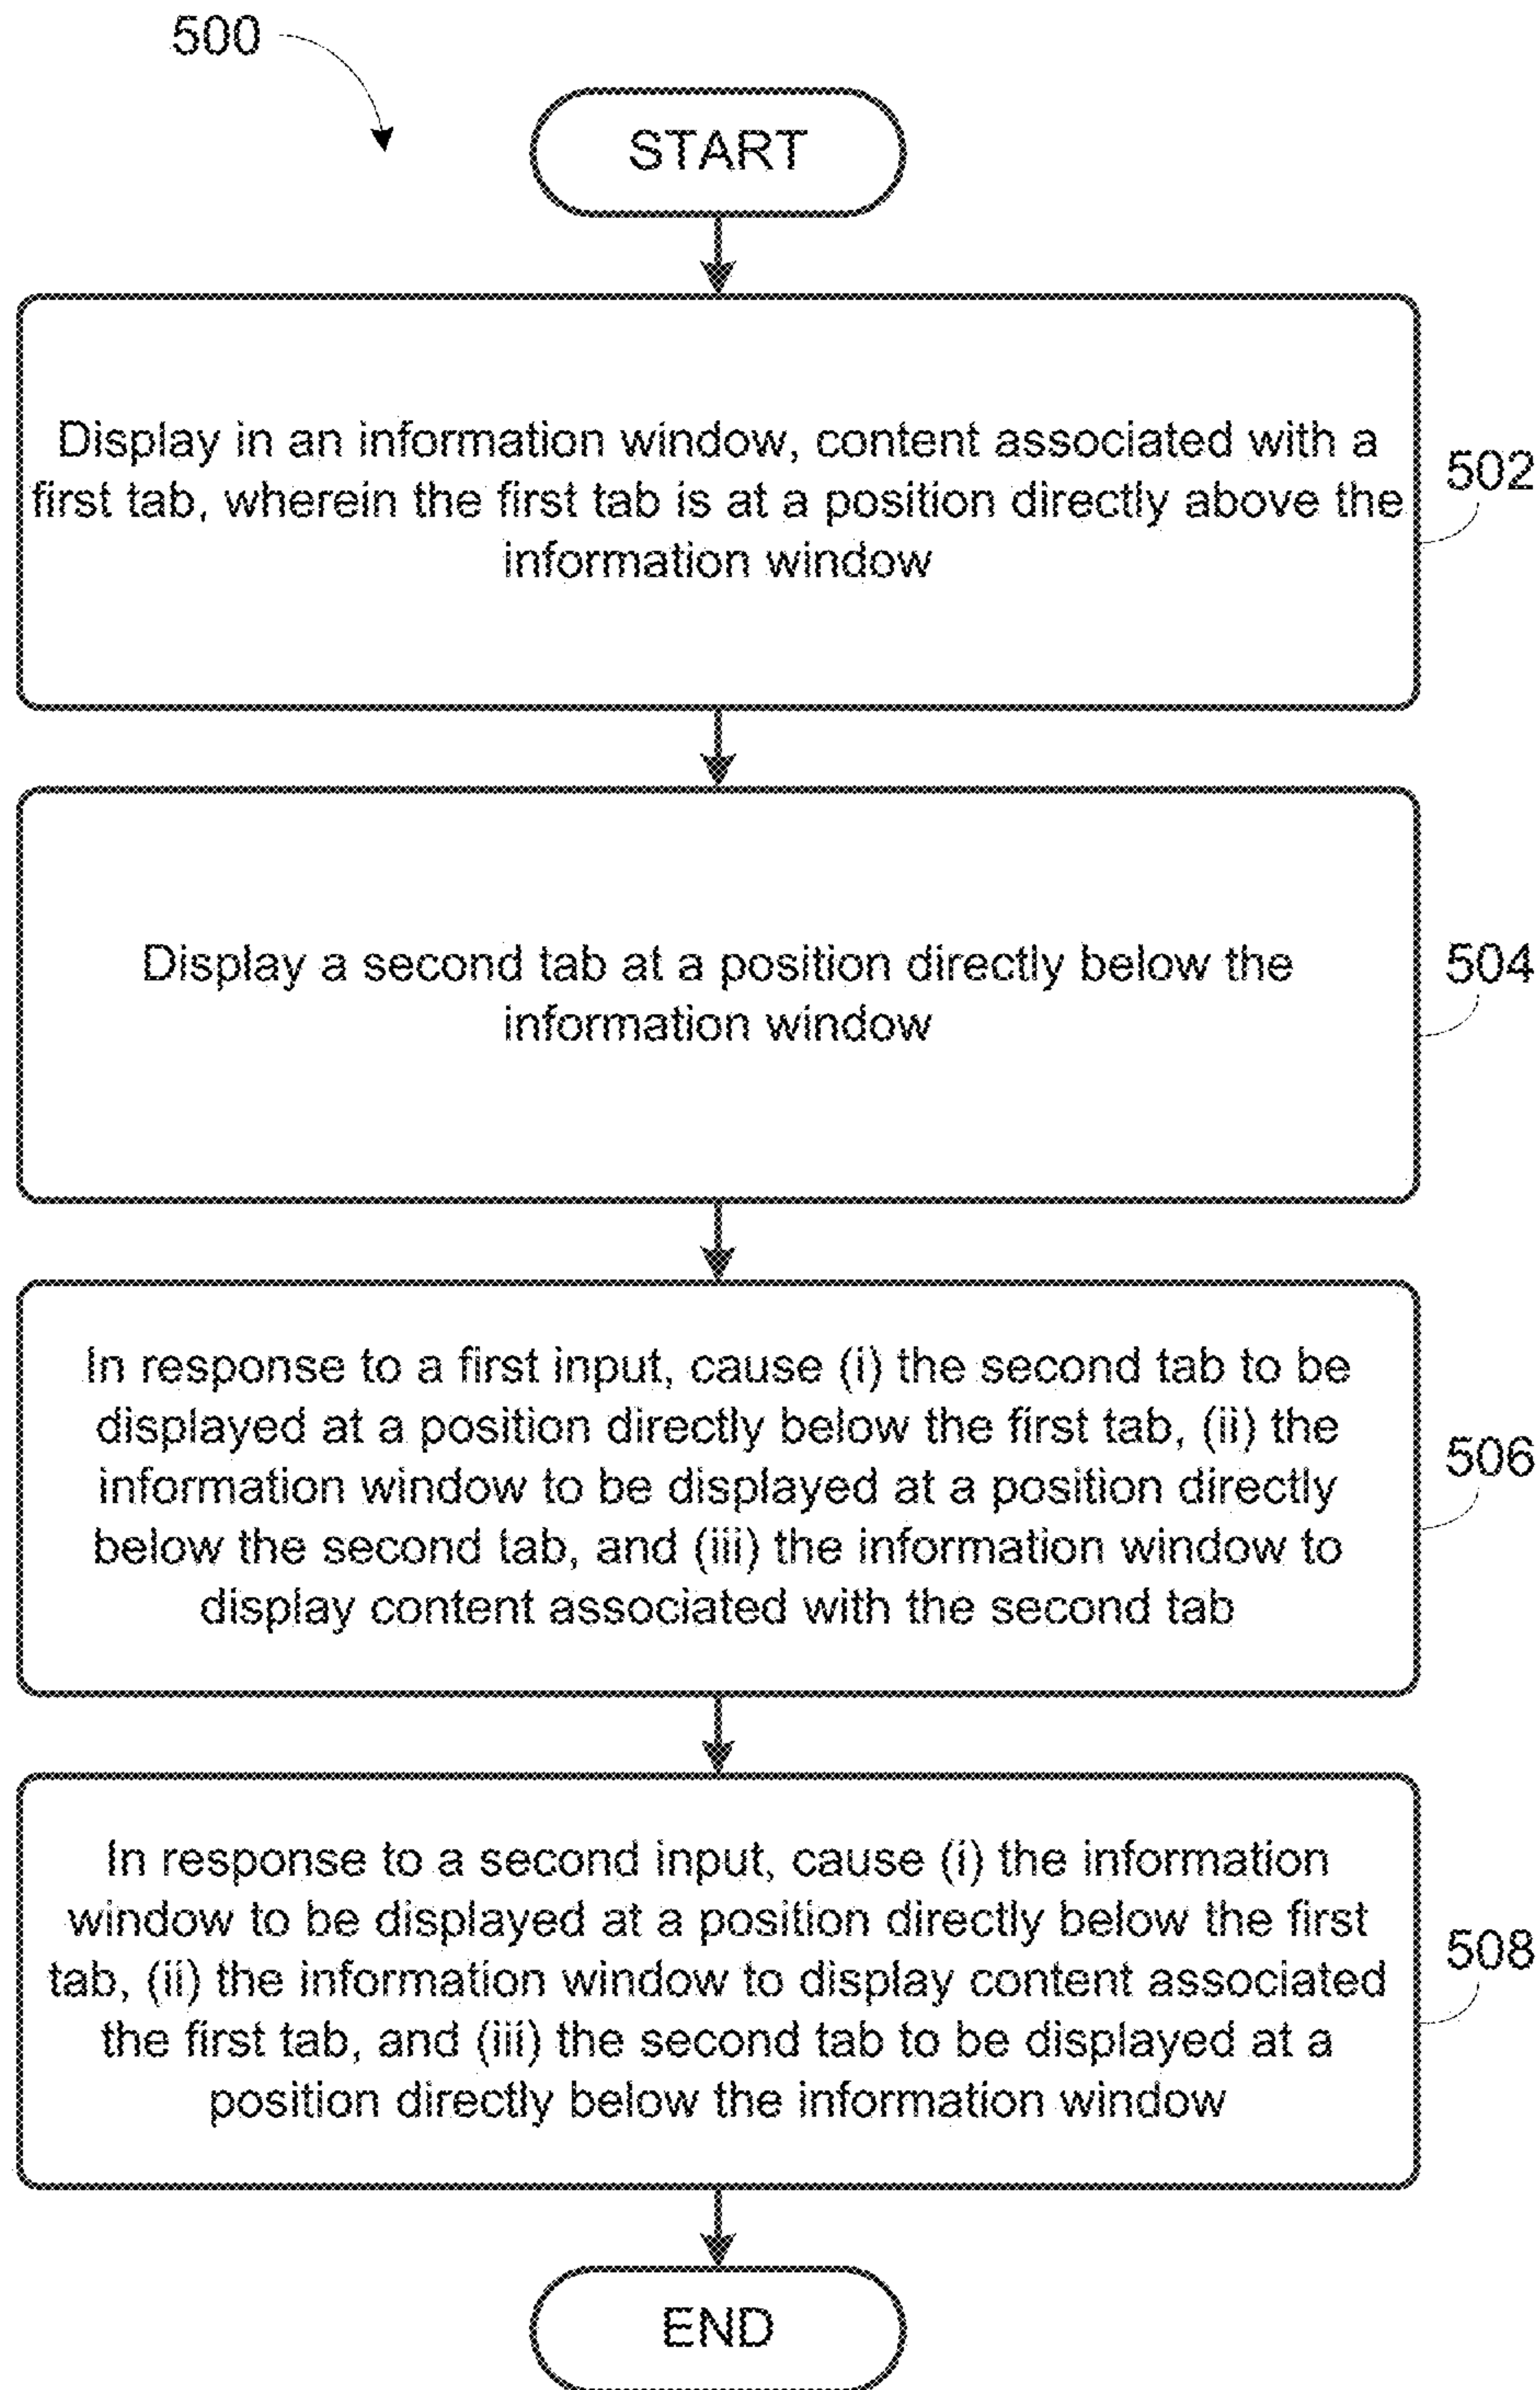 500
START
Display in an information window, content associated with a
first tab, wherein the first tab is at a position directly above the
information window
502
Display a second tab at a position directly below the
information window
504
In response to a first input, cause (i) the second tab to be
displayed at a position directly below the first tab, (ii) the
information window to be displayed at a position directly
below the second tab, and (iii) the information window to
display content associated with the second tab
506
In response to a second input, cause (i) the information
window to be displayed at a position directly below the first
tab, (ii) the information window to display content associated
the first tab, and (iii) the second tab to be displayed at a
position directly below the information window
508
END